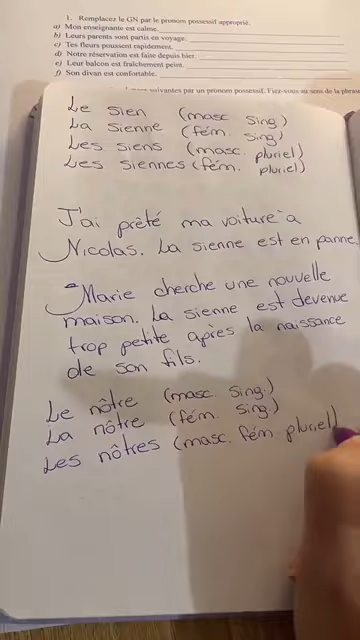 1. Remplacez le GN par le pronom possessif approprié.
a) Mon enseignante est calme.
b) Leurs parents sont partis en voyage.
c) Tes fleurs poussent rapidement.
d) Notre réservation est faite depuis hier.
e) Leur balcon est fraîchement peint.
f) Son divan est confortable.
suivantes par un pronom possessif. Fiez-vous au sens de la phrase
Le sien (masc. sing.)
La sienne (fém. sing)
Les siens (masc. pluriel)
Les siennes (fém. pluriel)
J'ai prêté ma voiture à
Nicolas. La sienne est en panne.
Marie cherche une nouvelle
maison. La sienne est devenue
trop petite après la naissance
de son fils.
Le nôtre (masc. sing.)
La nôtre (fém. sing.)
Les nôtres (masc. fém. pluriel)